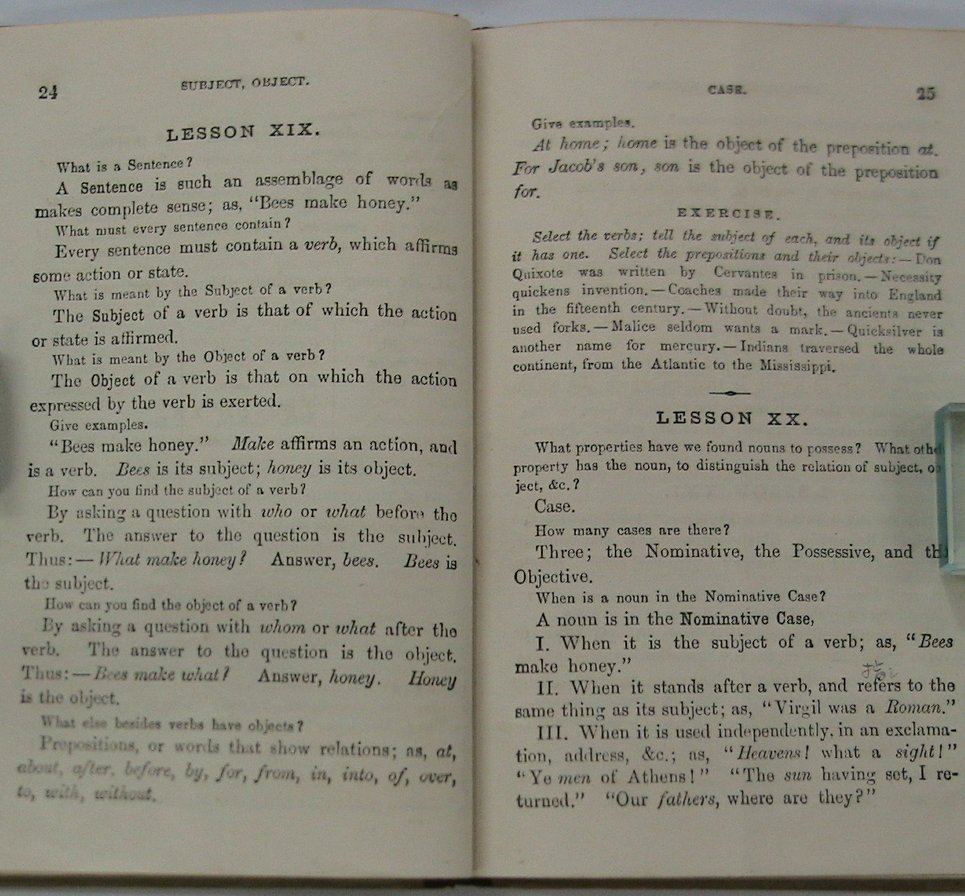 24
SUBJECT, OBJECT.
LESSON XIX.
What is a Sentence?
A Sentence is such an assemblage of words as
makes complete sense; as, "Bees make honey."
What must every sentence contain?
Every sentence must contain a verb, which affirms
some action or state.
What is meant by the Subject of a verb?
The Subject of a verb is that of which the action
or state is affirmed.
What is meant by the Object of a verb?
The Object of a verb is that on which the action
expressed by the verb is exerted.
Give examples.
"Bees make honey." Make affirms an action, and
is a verb. Bees is its subject; honey is its object.
How can you find the subject of a verb?
By asking a question with who or what before the
verb. The answer to the question is the subject.
Thus:— What make honey? Answer, bees. Bees is
the subject.
How can you find the object of a verb?
By asking a question with whom or what after the
verb. The answer to the question is the object.
Thus:— Bees make what? Answer, honey. Honey
is the object.
What else besides verbs have objects?
Prepositions, or words that show relations; as, at,
about, after, before, by, for, from, in, into, of, over,
to, with, without.
CASE.
25
Give examples.
At home; home is the object of the preposition at.
For Jacob's son, son is the object of the preposition
for.
EXERCISE.
Select the verbs; tell the subject of each, and its object if
it has one. Select the prepositions and their objects:— Don
Quixote was written by Cervantes in prison.—Necessity
quickens invention.—Coaches made their way into England
in the fifteenth century.—Without doubt, the ancients never
used forks.—Malice seldom wants a mark.—Quicksilver is
another name for mercury.—Indians traversed the whole
continent, from the Atlantic to the Mississippi.
LESSON XX.
What properties have we found nouns to possess? What othe
property has the noun, to distinguish the relation of subject, o
ject, &c.?
Case.
How many cases are there?
Three; the Nominative, the Possessive, and th
Objective.
When is a noun in the Nominative Case?
A noun is in the Nominative Case,
I. When it is the subject of a verb; as, "Bees
make honey."
II. When it stands after a verb, and refers to the
same thing as its subject; as, "Virgil was a Roman."
III. When it is used independently, in an exclama-
tion, address, &c.; as, "Heavens! what a sight!"
"Ye men of Athens!" "The sun having set, I re-
turned." "Our fathers, where are they?"